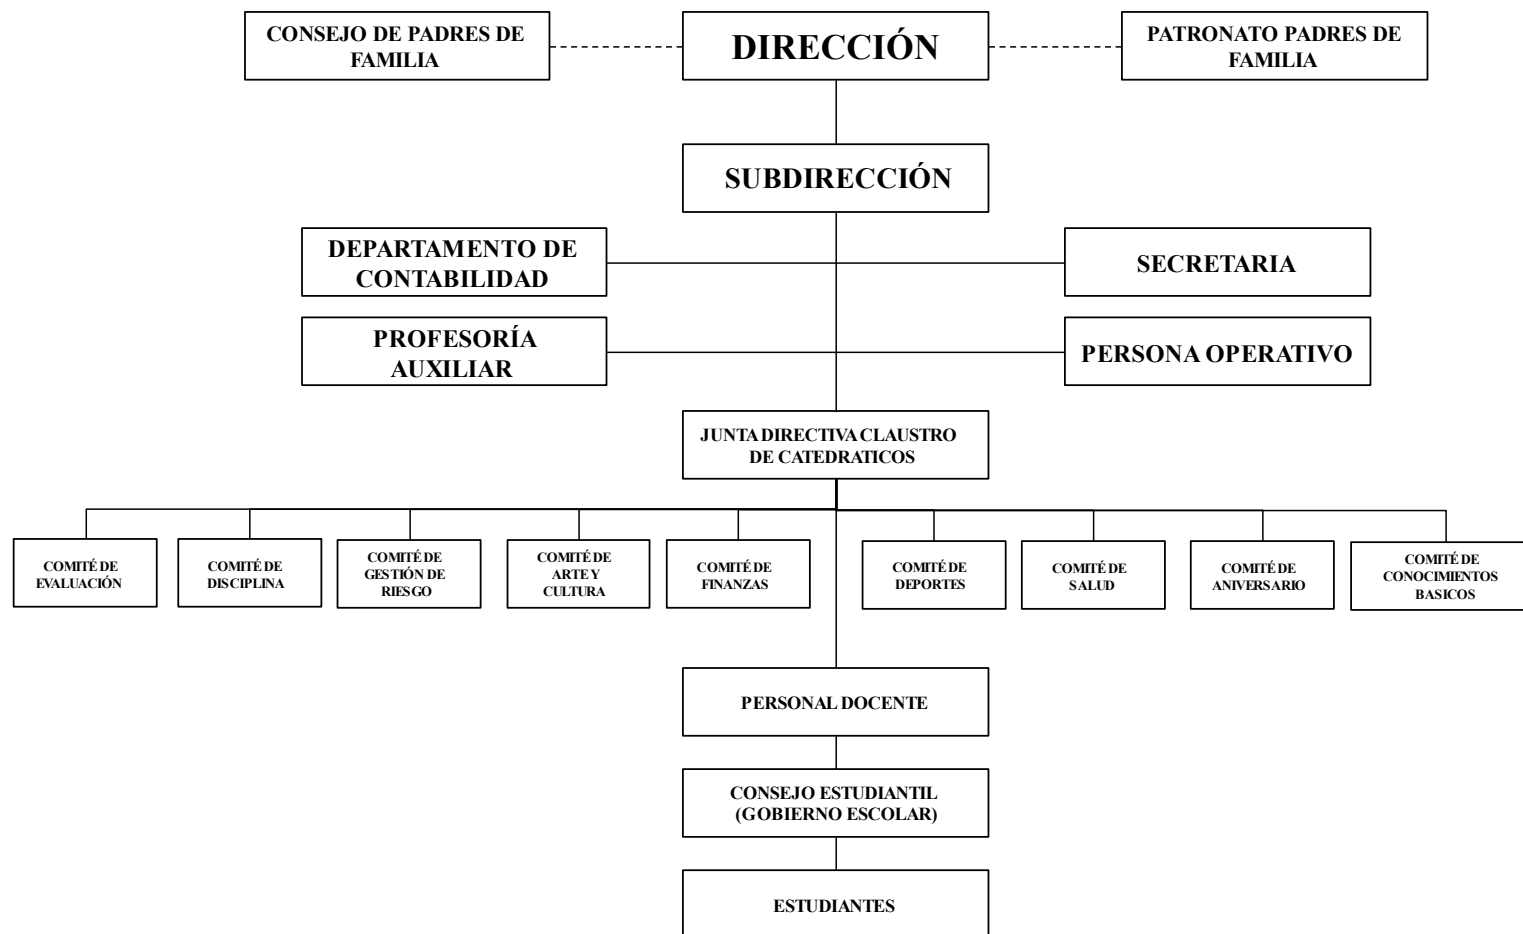 CONSEJO DE PADRES DE
FAMILIA
DIRECCIÓN
PATRONATO PADRES DE
FAMILIA
SUBDIRECCIÓN
DEPARTAMENTO DE
CONTABILIDAD
SECRETARIA
PROFESORÍA
AUXILIAR
PERSONA OPERATIVO
JUNTA DIRECTIVA CLAUSTRO
DE CATEDRATICOS
COMITÉ DE
EVALUACIÓN
COMITÉ DE
DISCIPLINA
COMITÉ DE
GESTIÓN DE
RIESGO
COMITÉ DE
ARTE Y
CULTURA
COMITÉ DE
FINANZAS
COMITÉ DE
DEPORTES
COMITÉ DE
SALUD
COMITÉ DE
ANIVERSARIO
COMITÉ DE
CONOCIMIENTOS
BASICOS
PERSONAL DOCENTE
CONSEJO ESTUDIANTIL
(GOBIERNO ESCOLAR)
ESTUDIANTES